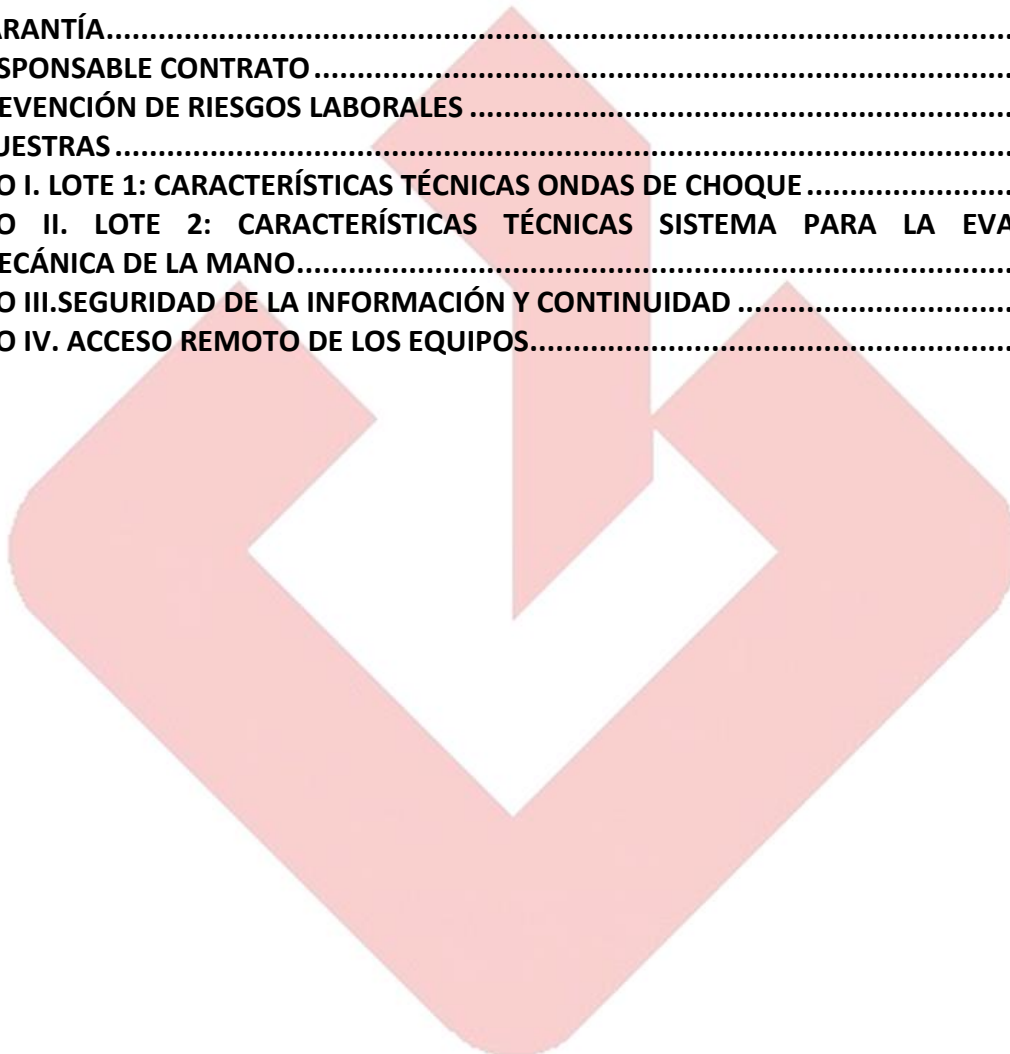 ARANTÍA....................................................................................................
SPONSABLE CONTRATO....................................................................................
EVENCIÓN DE RIESGOS LABORALES................................................................
UESTRAS....................................................................................................
O I. LOTE 1: CARACTERÍSTICAS TÉCNICAS ONDAS DE CHOQUE.........................
O II. LOTE 2: CARACTERÍSTICAS TÉCNICAS SISTEMA PARA LA EVA
ECÁNICA DE LA MANO....................................................................................
O III.SEGURIDAD DE LA INFORMACIÓN Y CONTINUIDAD................................
O IV. ACCESO REMOTO DE LOS EQUIPOS.........................................................